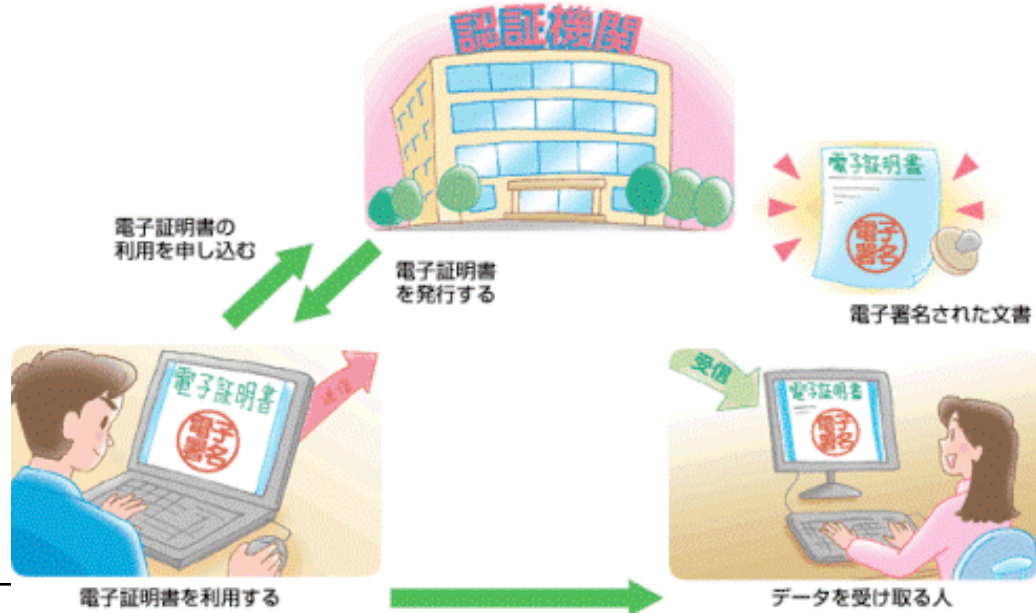 認証機関
電子証明書
電子
署名
電子証明書の
利用を申し込む
電子証明書
を発行する
電子署名された文書
電子証明書
電子
署名
送信
受信
電子証明書
電子
署名
電子証明書を利用する
データを受け取る人